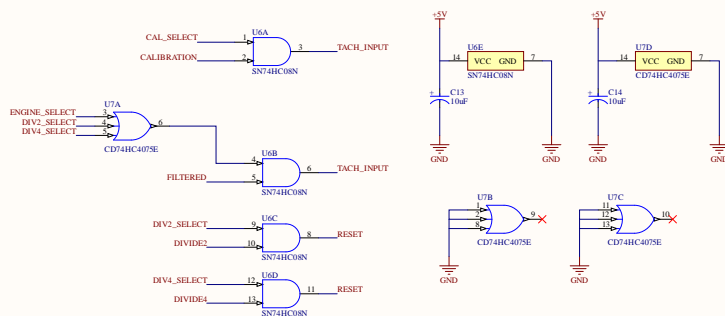 U6A
CAL_SELECT 1
3 TACH_INPUT
CALIBRATION 2
SN74HC08N
U7A
ENGINE_SELECT 3
DIV2_SELECT 4
6
DIV4_SELECT 5
CD74HC4075E
U6B
4
6 TACH_INPUT
FILTERED 5
SN74HC08N
U6C
DIV2_SELECT 9
8 RESET
DIVIDE2 10
SN74HC08N
U6D
DIV4_SELECT 12
11 RESET
DIVIDE4 13
SN74HC08N
+5V
U6E
14 VCC GND 7
SN74HC08N
+ C13
10uF
GND
GND
+5V
U7D
14 VCC GND 7
CD74HC4075E
+ C14
10uF
GND
GND
U7B
1
2 9
8
CD74HC4075E
GND
U7C
11
12 10
13
CD74HC4075E
GND